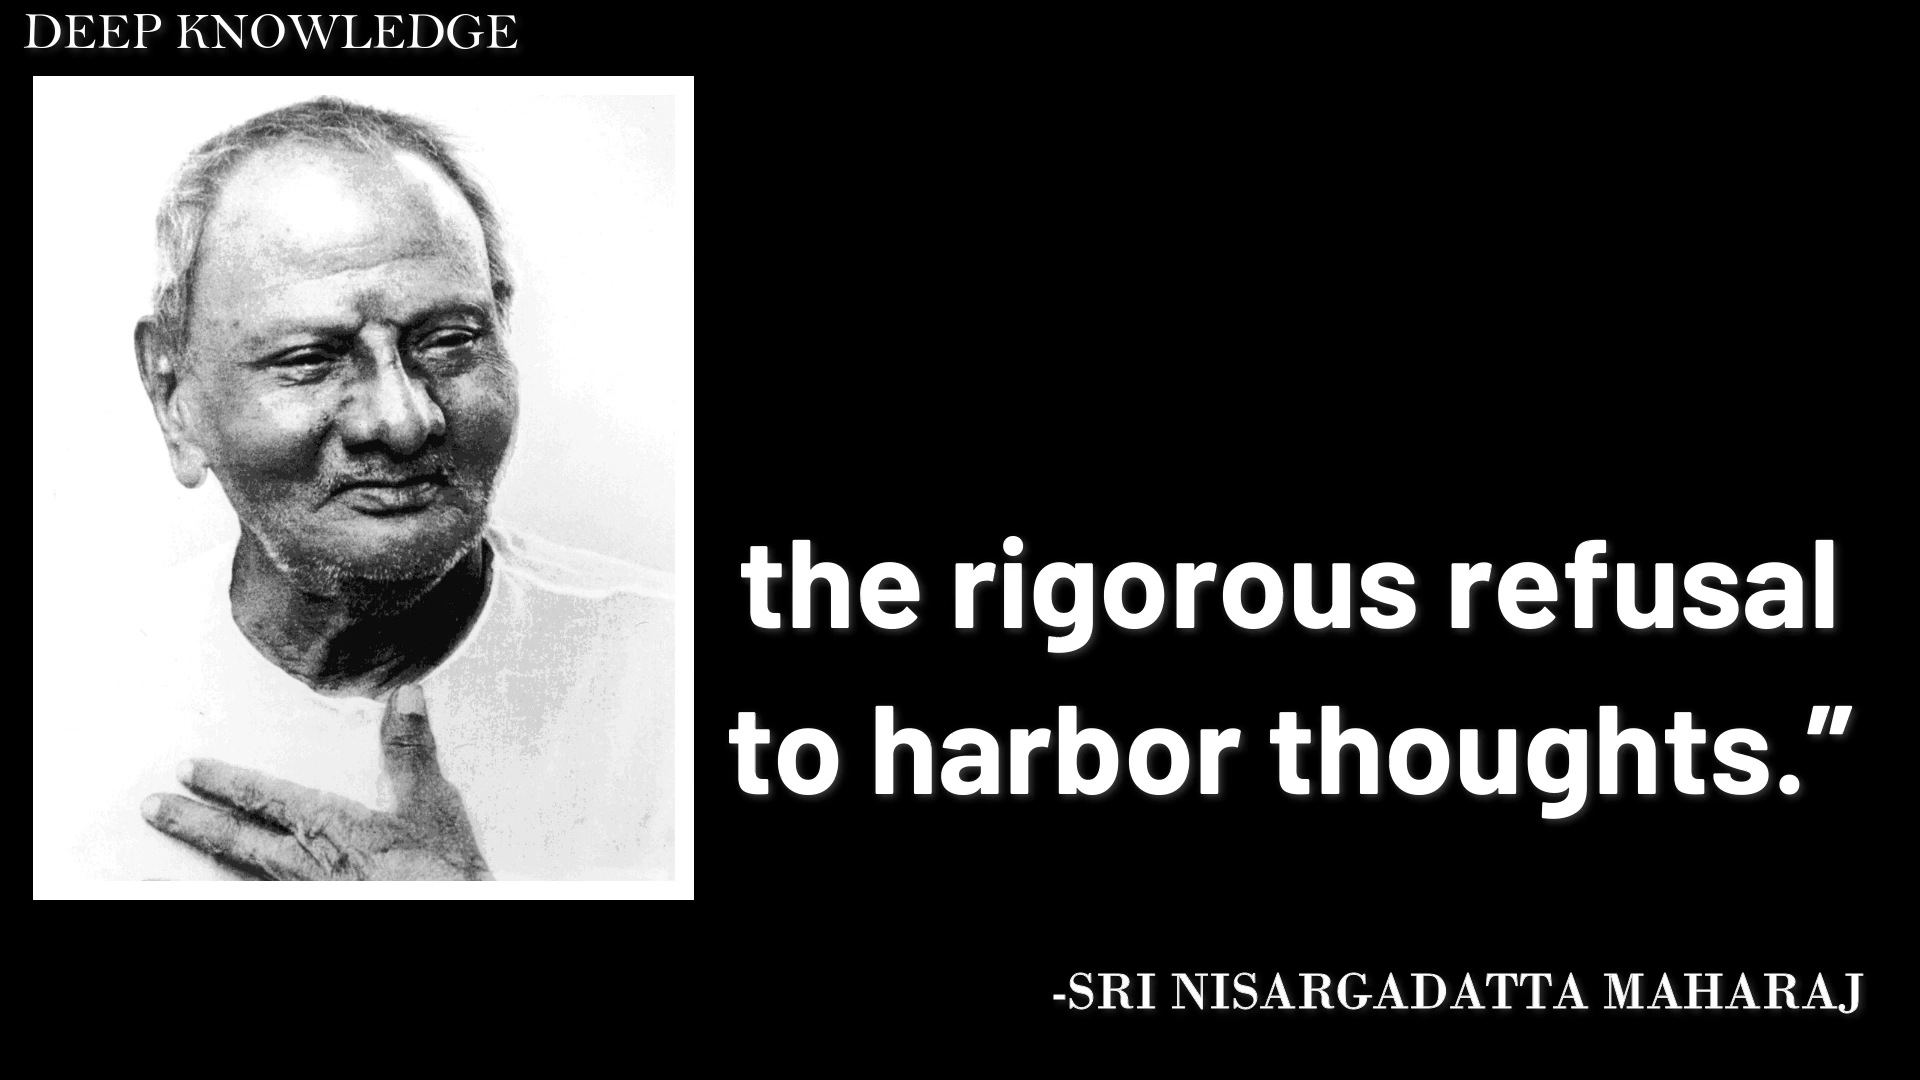 DEEP KNOWLEDGE
the rigorous refusal
to harbor thoughts.”
-SRI NISARGADATTA MAHARAJ